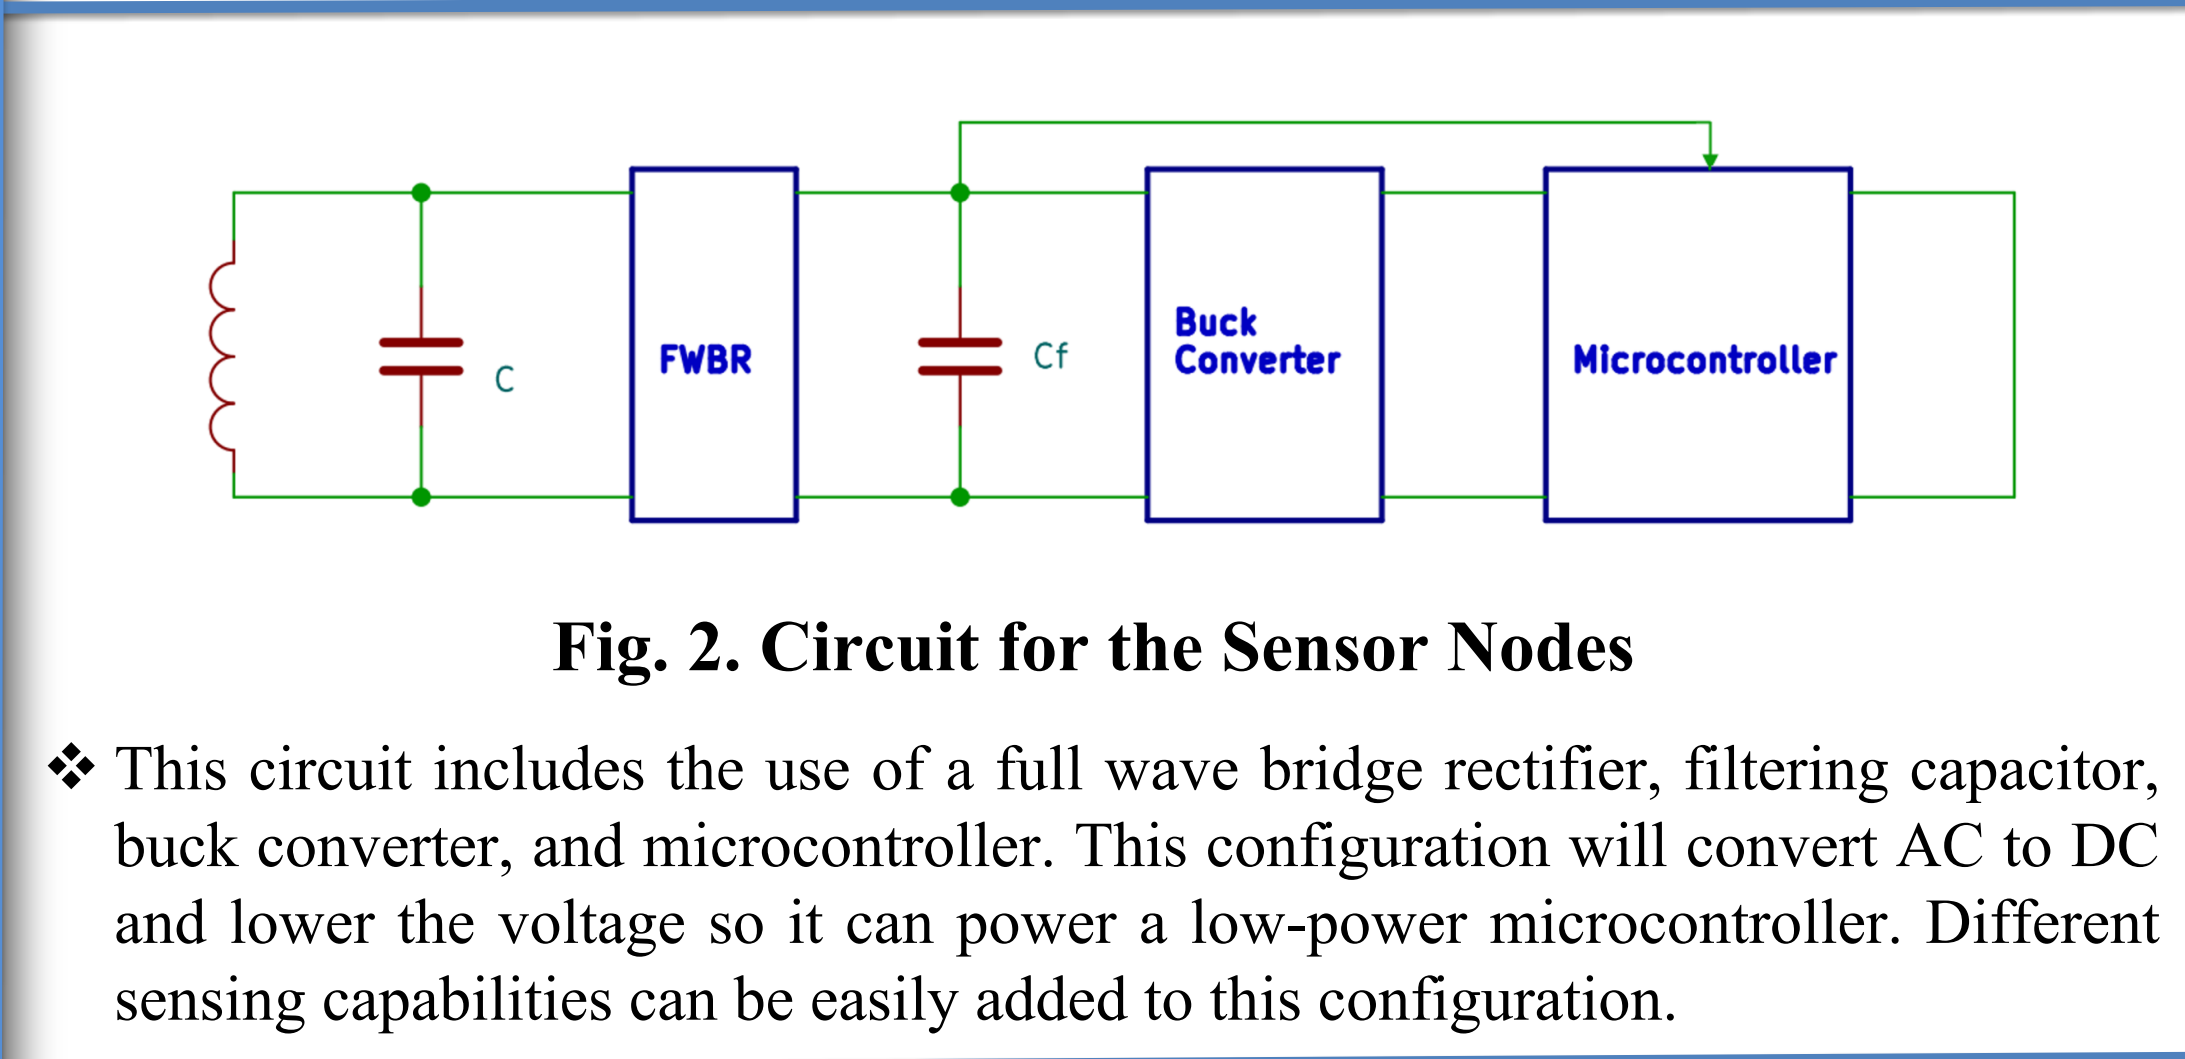 C
FWBR
Cf
Buck
Converter
Microcontroller
Fig. 2. Circuit for the Sensor Nodes
❖ This circuit includes the use of a full wave bridge rectifier, filtering capacitor,
buck converter, and microcontroller. This configuration will convert AC to DC
and lower the voltage so it can power a low-power microcontroller. Different
sensing capabilities can be easily added to this configuration.